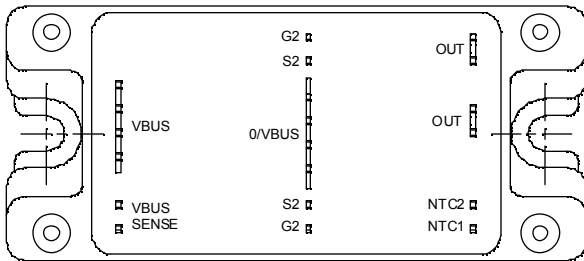 G2
OUT
S2
VBUS
0/VBUS
OUT
VBUS
SENSE
S2
NTC2
G2
NTC1